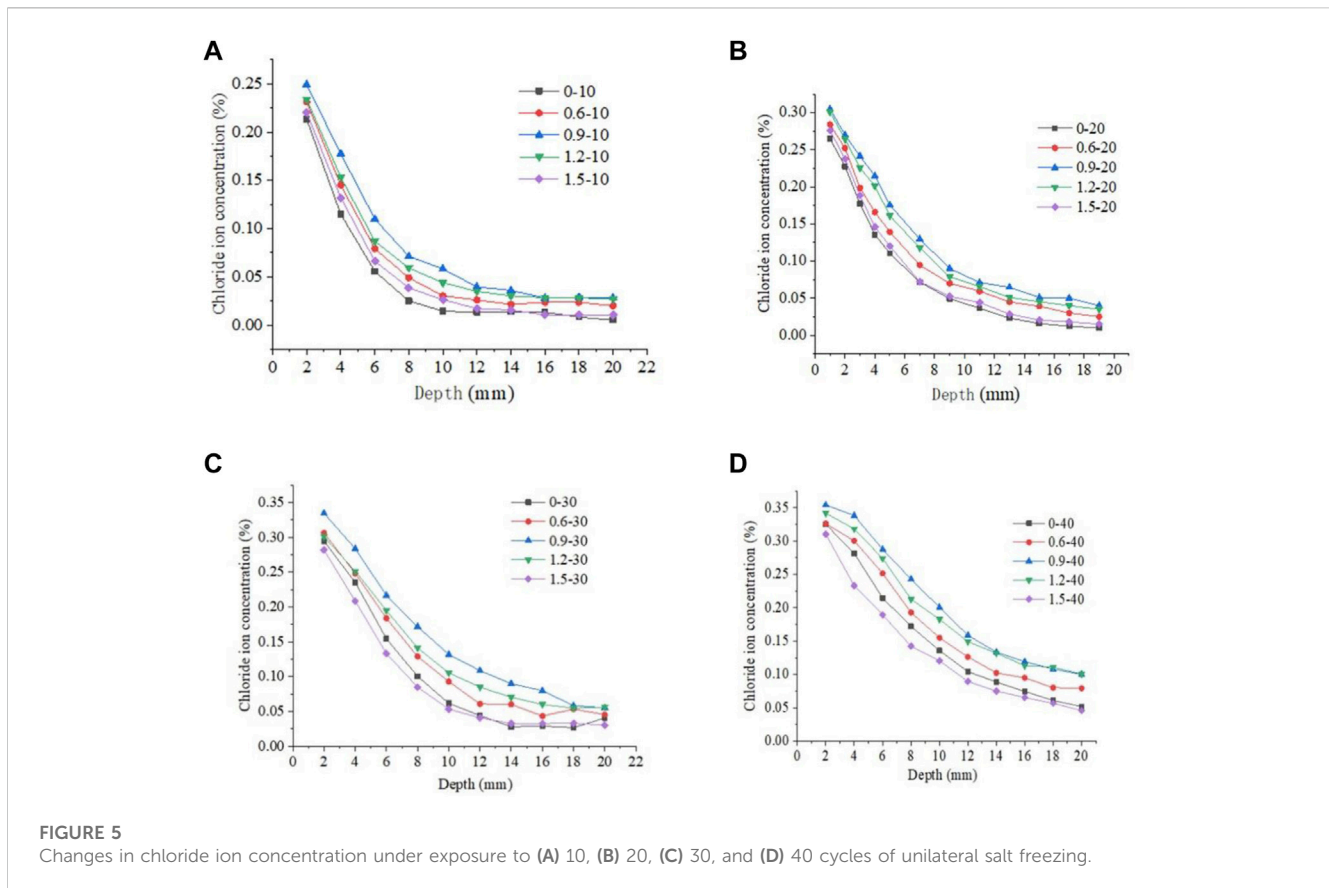 A
Chloride ion concentration (%)
0.25
0.20
0.15
0.10
0.05
0.00
0-10
0.6-10
0.9-10
1.2-10
1.5-10
0 2 4 6 8 10 12 14 16 18 20 22
Depth (mm)
B
Chloride ion concentration (%)
0.30
0.25
0.20
0.15
0.10
0.05
0.00
0-20
0.6-20
0.9-20
1.2-20
1.5-20
0 2 4 6 8 10 12 14 16 18 20
Depth (mm)
C
Chloride ion concentration (%)
0.35
0.30
0.25
0.20
0.15
0.10
0.05
0.00
0-30
0.6-30
0.9-30
1.2-30
1.5-30
0 2 4 6 8 10 12 14 16 18 20 22
Depth (mm)
D
Chloride ion concentration (%)
0.35
0.30
0.25
0.20
0.15
0.10
0.05
0.00
0-40
0.6-40
0.9-40
1.2-40
1.5-40
0 2 4 6 8 10 12 14 16 18 20
Depth (mm)
FIGURE 5
Changes in chloride ion concentration under exposure to (A) 10, (B) 20, (C) 30, and (D) 40 cycles of unilateral salt freezing.